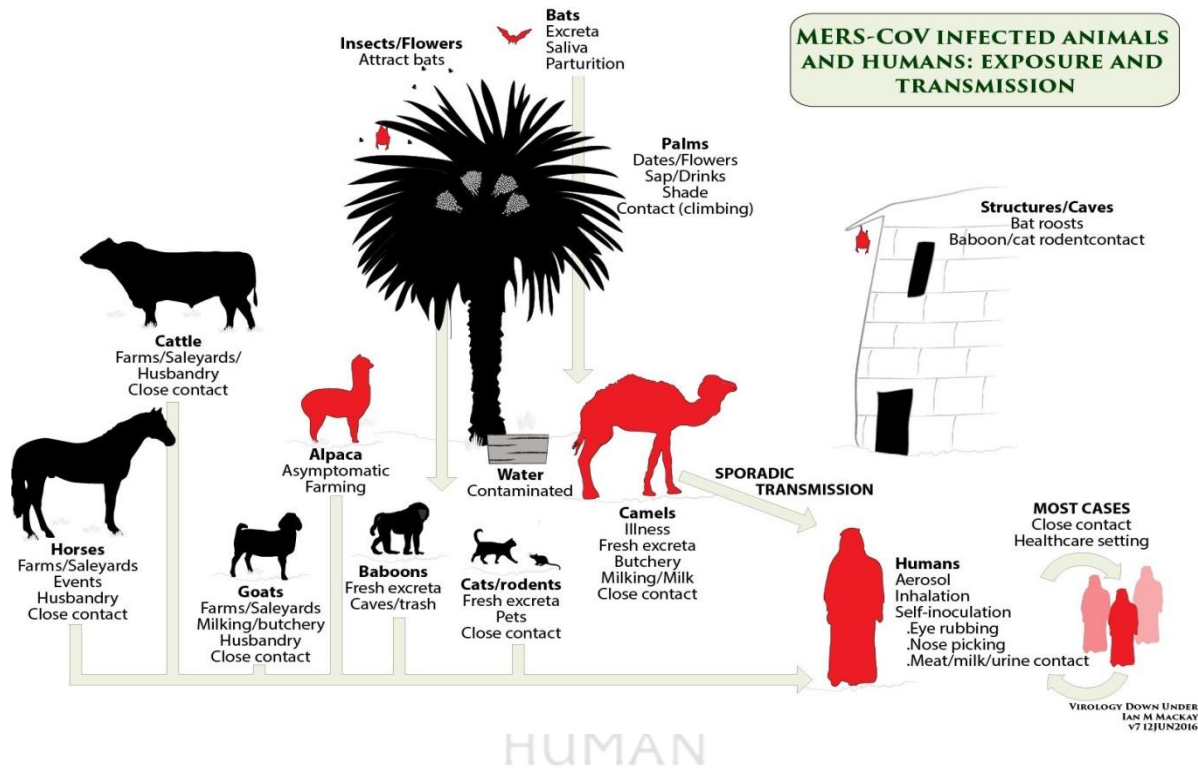 MERS-CoV INFECTED ANIMALS
AND HUMANS: EXPOSURE AND
TRANSMISSION
Bats
Excreta
Saliva
Parturition
Insects/Flowers
Attract bats
Palms
Dates/Flowers
Sap/Drinks
Shade
Contact (climbing)
Structures/Caves
Bat roosts
Baboon/cat rodentcontact
Cattle
Farms/Saleyards/
Husbandry
Close contact
Alpaca
Asymptomatic
Farming
Water
Contaminated
Camels
Illness
Fresh excreta
Butchery
Milking/Milk
Close contact
SPORADIC
TRANSMISSION
Horses
Farms/Saleyards
Events
Husbandry
Close contact
Goats
Farms/Saleyards
Milking/butchery
Husbandry
Close contact
Baboons
Fresh excreta
Caves/trash
Cats/rodents
Fresh excreta
Pets
Close contact
Humans
Aerosol
Inhalation
Self-inoculation
.Eye rubbing
.Nose picking
.Meat/milk/urine contact
MOST CASES
Close contact
Healthcare setting
VIROLOGY DOWN UNDER
IAN M MACKAY
V7 12JUN2016
HUMAN